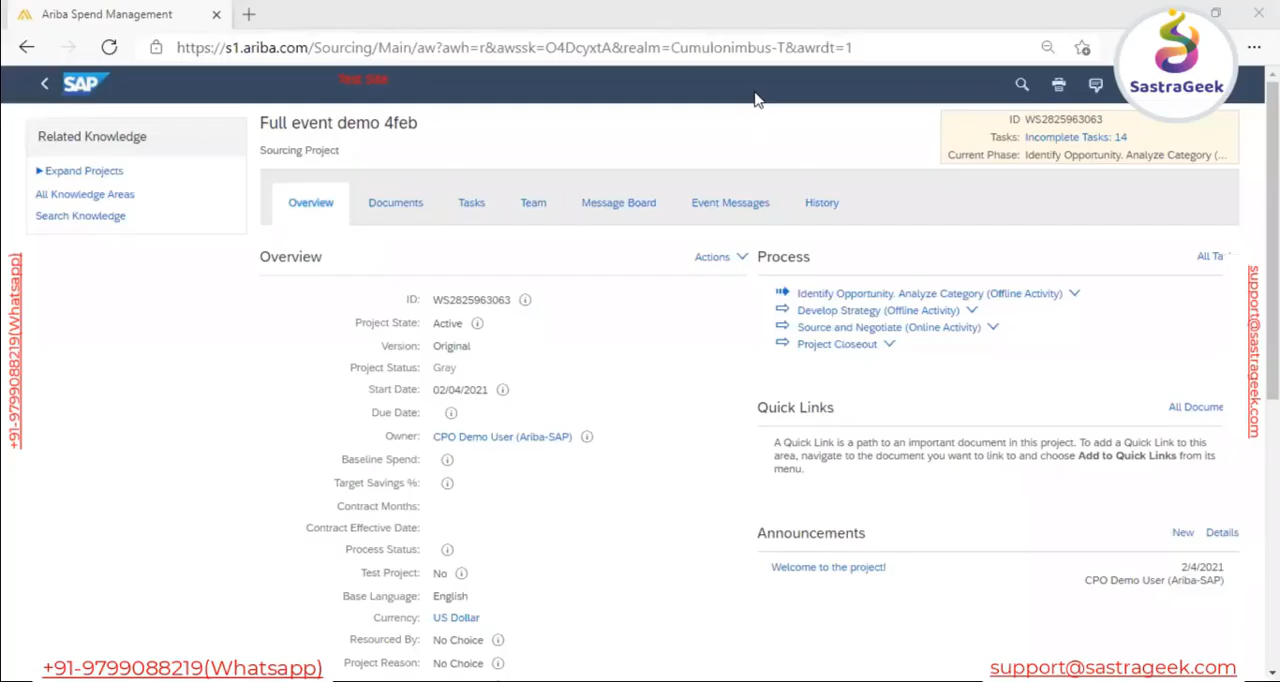 Ariba Spend Management
https://s1.ariba.com/Sourcing/Main/aw?awh=r&awssk=O4DcyxtA&realm=Cumulonimbus-T&awrdt=1
SAP
Test Site
SastraGeek
Related Knowledge
Expand Projects
All Knowledge Areas
Search Knowledge
Full event demo 4feb
Sourcing Project
ID WS2825963063
Tasks: Incomplete Tasks: 14
Current Phase: Identify Opportunity. Analyze Category (...
Overview Documents Tasks Team Message Board Event Messages History
Overview
Actions
ID: WS2825963063
Project State: Active
Version: Original
Project Status: Gray
Start Date: 02/04/2021
Due Date:
Owner: CPO Demo User (Ariba-SAP)
Baseline Spend:
Target Savings %:
Contract Months:
Contract Effective Date:
Process Status:
Test Project: No
Base Language: English
Currency: US Dollar
Resourced By: No Choice
Project Reason: No Choice
Process
All Ta
Identify Opportunity. Analyze Category (Offline Activity)
Develop Strategy (Offline Activity)
Source and Negotiate (Online Activity)
Project Closeout
Quick Links
All Docume
A Quick Link is a path to an important document in this project. To add a Quick Link to this
area, navigate to the document you want to link to and choose Add to Quick Links from its
menu.
Announcements
New Details
Welcome to the project!
2/4/2021
CPO Demo User (Ariba-SAP)
+91-9799088219(Whatsapp)
support@sastrageek.com
+91-9799088219(Whatsapp)
support@sastrageek.com